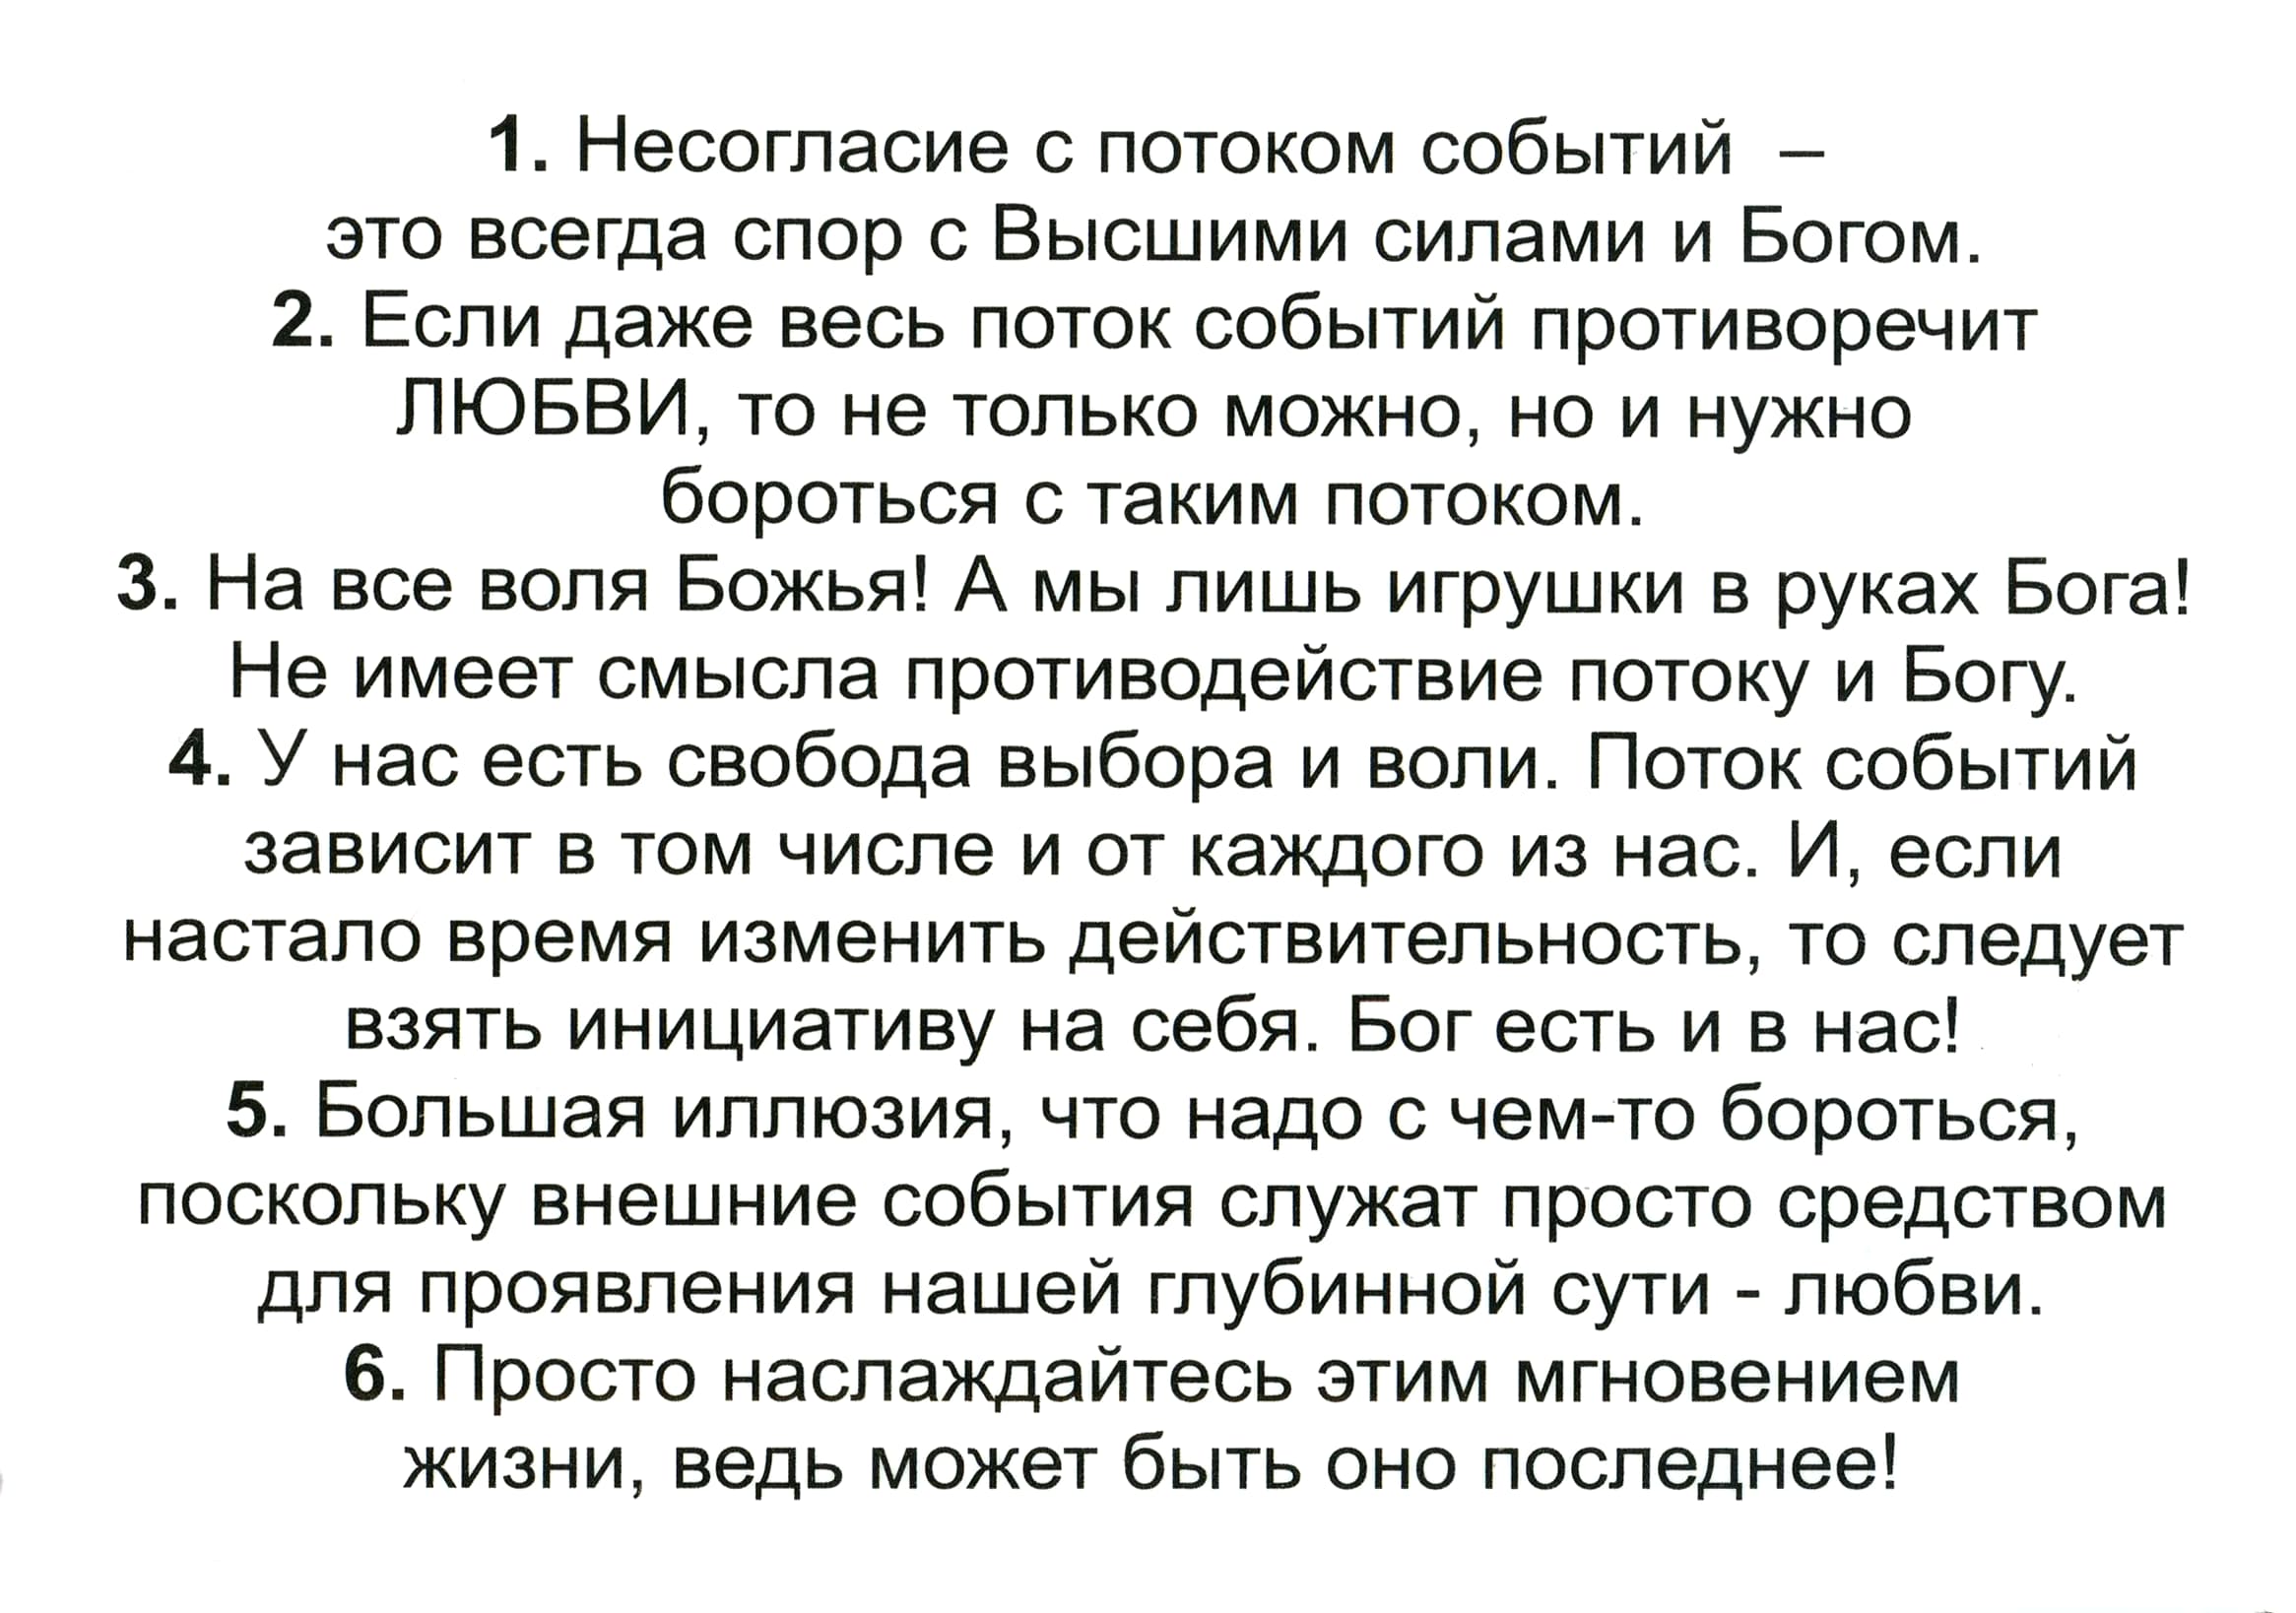 1. Несогласие с потоком событий –
это всегда спор с Высшими силами и Богом.
2. Если даже весь поток событий противоречит
ЛЮБВИ, то не только можно, но и нужно
бороться с таким потоком.
3. На все воля Божья! А мы лишь игрушки в руках Бога!
Не имеет смысла противодействие потоку и Богу.
4. У нас есть свобода выбора и воли. Поток событий
зависит в том числе и от каждого из нас. И, если
настало время изменить действительность, то следует
взять инициативу на себя. Бог есть и в нас!
5. Большая иллюзия, что надо с чем-то бороться,
поскольку внешние события служат просто средством
для проявления нашей глубинной сути - любви.
6. Просто наслаждайтесь этим мгновением
жизни, ведь может быть оно последнее!